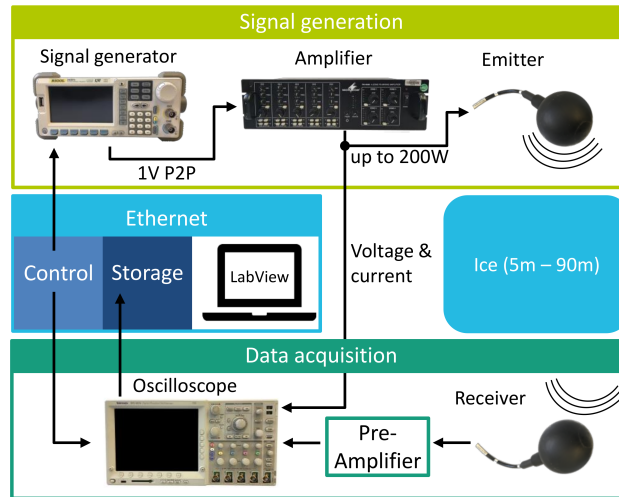 Signal generation
Signal generator
Amplifier
Emitter
1V P2P
up to 200W
Ethernet
Control
Storage
LabView
Voltage &
current
Ice (5m – 90m)
Data acquisition
Oscilloscope
Receiver
Pre-
Amplifier